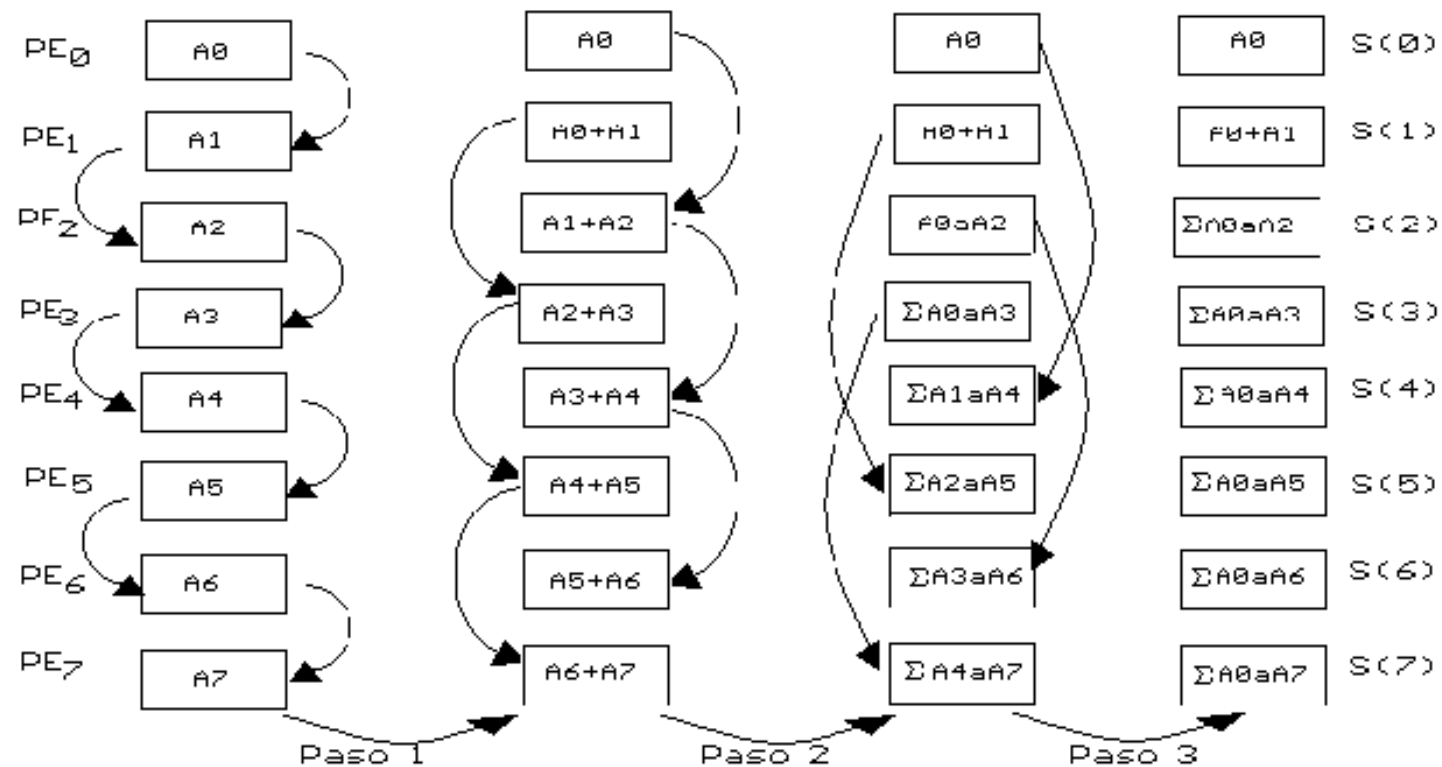 PE0 A0 A0 A0 A0 S(0)
PE1 A1 A0+A1 A0+A1 A0+A1 S(1)
PE2 A2 A1+A2 A0aA2 ΣA0aA2 S(2)
PE3 A3 A2+A3 ΣA0aA3 ΣA0aA3 S(3)
PE4 A4 A3+A4 ΣA1aA4 ΣA0aA4 S(4)
PE5 A5 A4+A5 ΣA2aA5 ΣA0aA5 S(5)
PE6 A6 A5+A6 ΣA3aA6 ΣA0aA6 S(6)
PE7 A7 A6+A7 ΣA4aA7 ΣA0aA7 S(7)
Paso 1 Paso 2 Paso 3